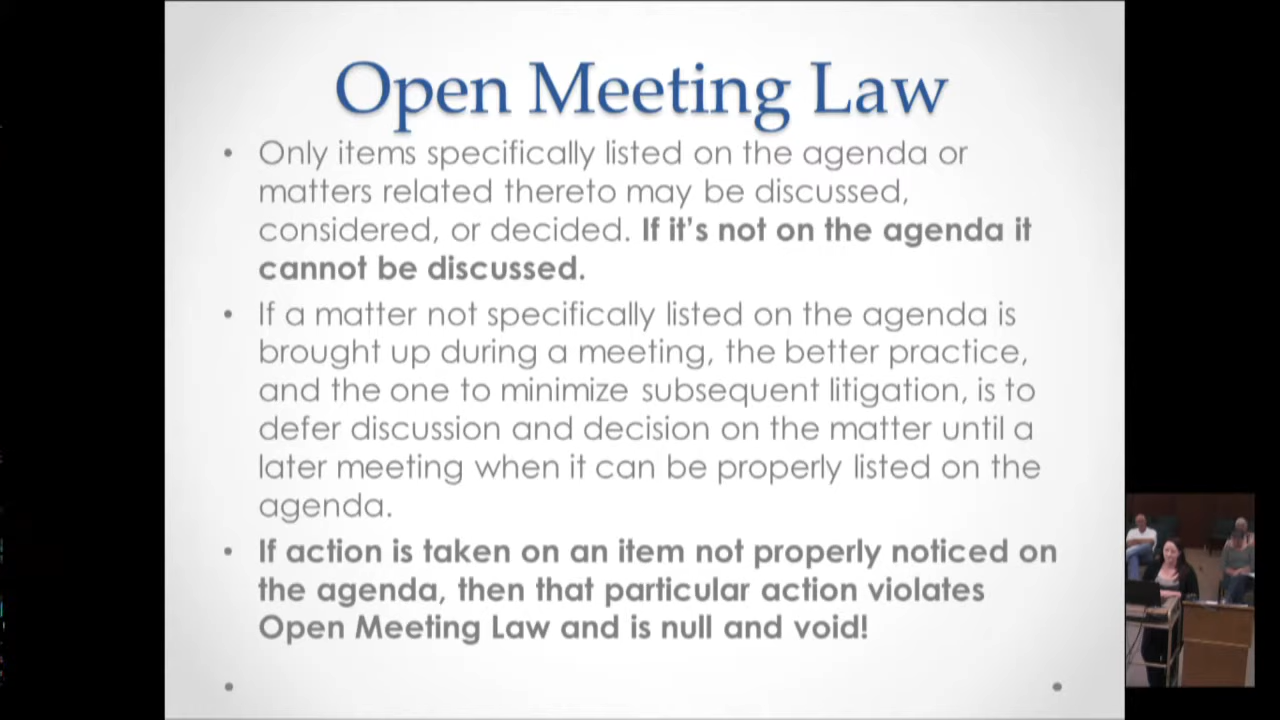 Open Meeting Law
• Only items specifically listed on the agenda or
matters related thereto may be discussed,
considered, or decided. If it's not on the agenda it
cannot be discussed.
• If a matter not specifically listed on the agenda is
brought up during a meeting, the better practice,
and the one to minimize subsequent litigation, is to
defer discussion and decision on the matter until a
later meeting when it can be properly listed on the
agenda.
• If action is taken on an item not properly noticed on
the agenda, then that particular action violates
Open Meeting Law and is null and void!